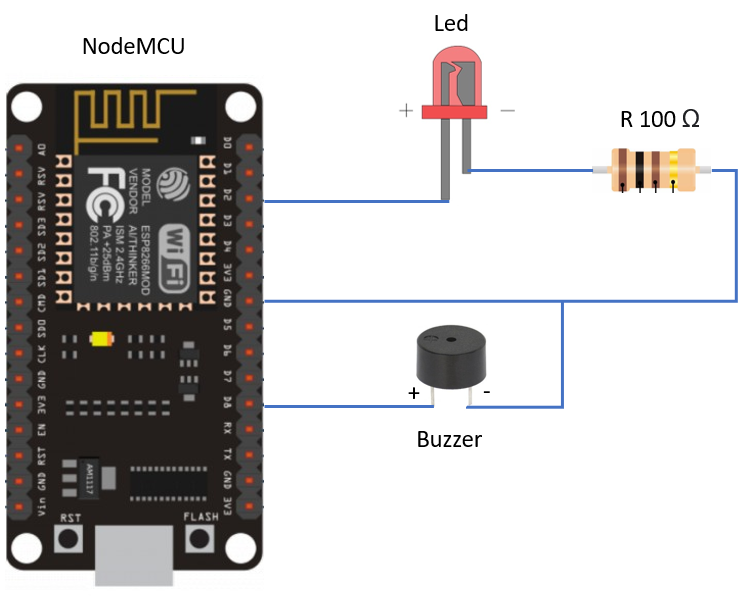 Led
NodeMCU
R 100 Ω
+
–
A0
RSV
RSV
SD3
SD2
SD1
CMD
SD0
CLK
GND
3V3
EN
RST
GND
Vin
D0
D1
D2
D3
D4
3V3
GND
D5
D6
D7
D8
RX
TX
GND
3V3
FC
MODEL
VENDOR
ESP8266MOD
AI/THINKER
ISM 2.4GHz
PA +25dBm
802.11b/g/n
Wi Fi
AM1117
RST
FLASH
+
-
Buzzer